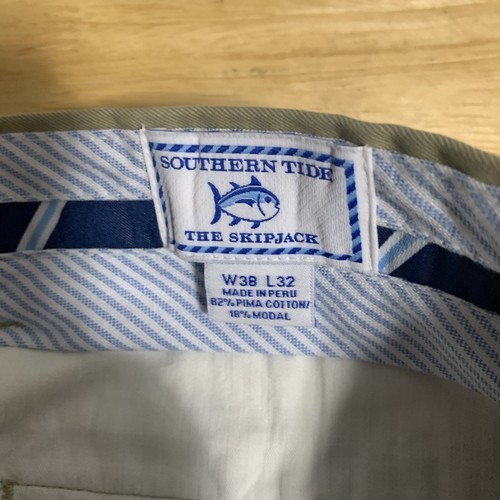 SOUTHERN TIDE
THE SKIPJACK
W38 L32
MADE IN PERU
82% PIMA COTTON/
18% MODAL